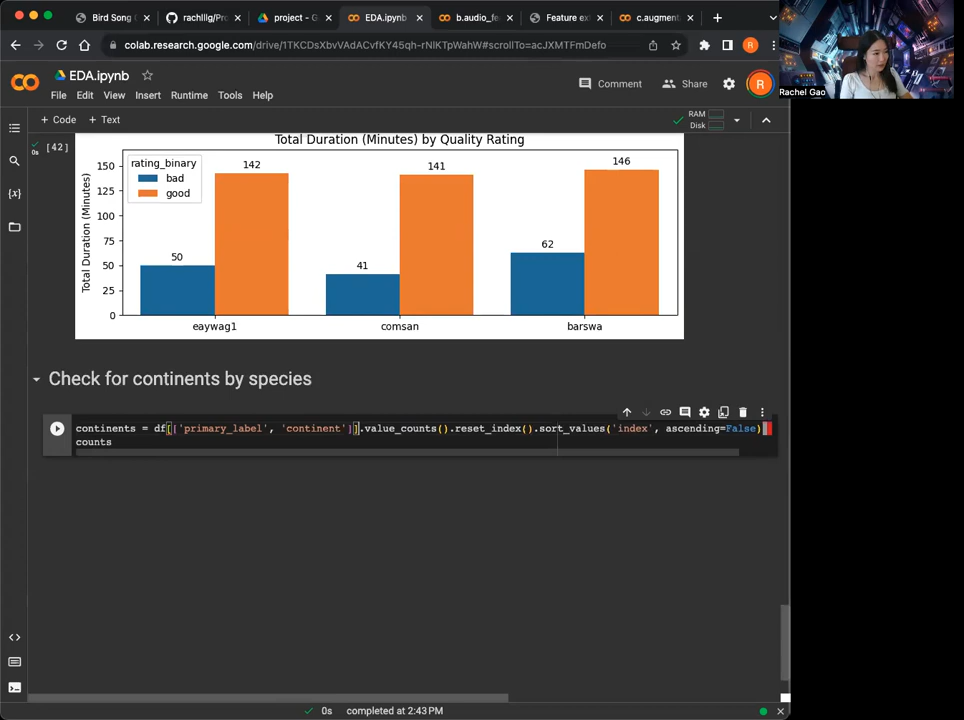 Bird Song
rachlllg/Pro
project - G
EDA.ipynb
b.audio_fe
Feature ex
c.augment
colab.research.google.com/drive/1TKCDsXbvVAdACvfKY45qh-rNlKTpWahW#scrollTo=acJXMTFmDefo
R
Rachel Gao
EDA.ipynb
Comment
Share
R
File Edit View Insert Runtime Tools Help
+ Code + Text
RAM
Disk
[42]
0s
Total Duration (Minutes) by Quality Rating
Total Duration (Minutes)
150
125
100
75
50
25
0
rating_binary
bad
good
50
142
41
141
62
146
eaywag1
comsan
barswa
Check for continents by species
continents = df[['primary_label', 'continent']].value_counts().reset_index().sort_values('index', ascending=False)
counts
{x}
0s completed at 2:43 PM